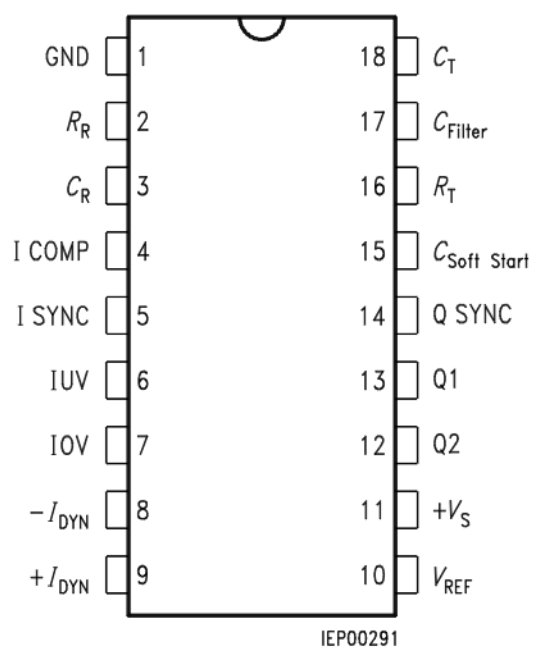 GND 1 18 C_T
R_R 2 17 C_Filter
C_R 3 16 R_T
I COMP 4 15 C_Soft Start
I SYNC 5 14 Q SYNC
IUV 6 13 Q1
IOV 7 12 Q2
−I_DYN 8 11 +V_S
+I_DYN 9 10 V_REF
IEP00291